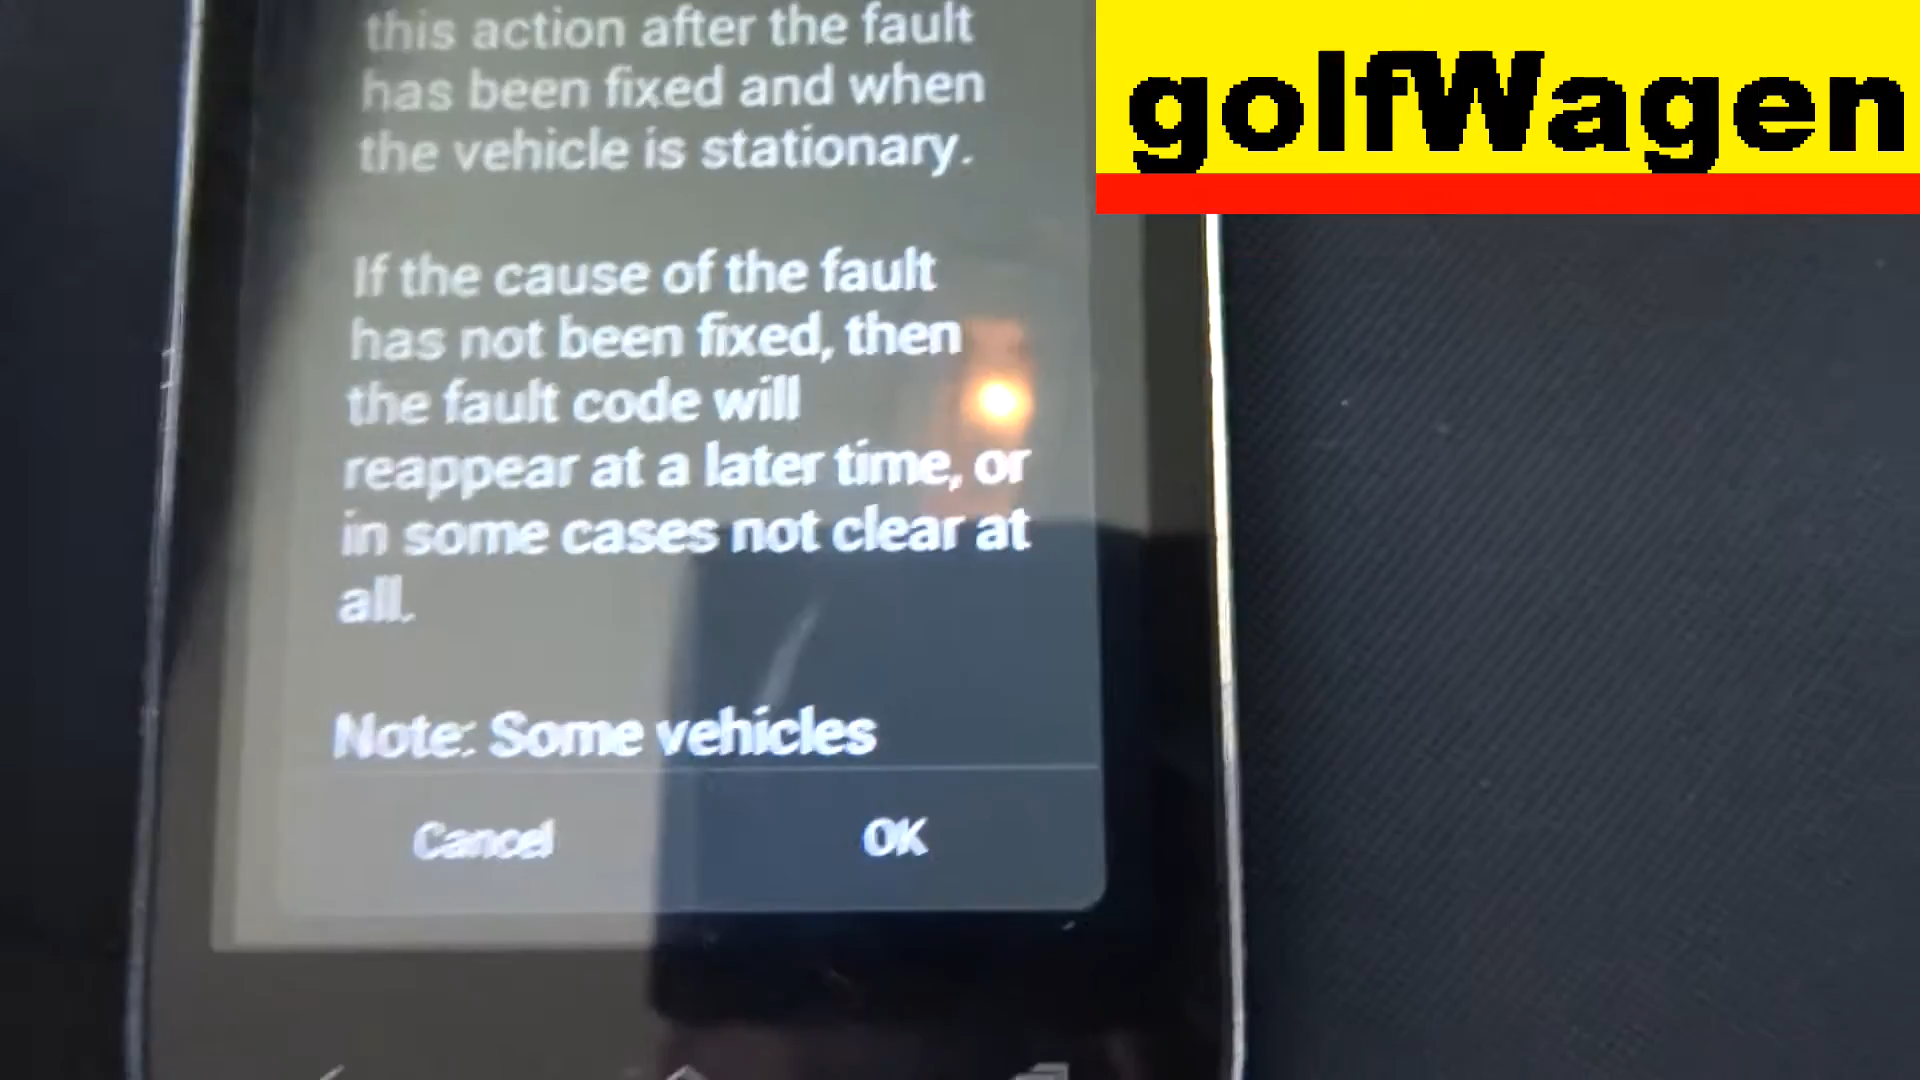 this action after the fault
has been fixed and when
the vehicle is stationary.
If the cause of the fault
has not been fixed, then
the fault code will
reappear at a later time, or
in some cases not clear at
all.
Note: Some vehicles
Cancel
OK
golfWagen